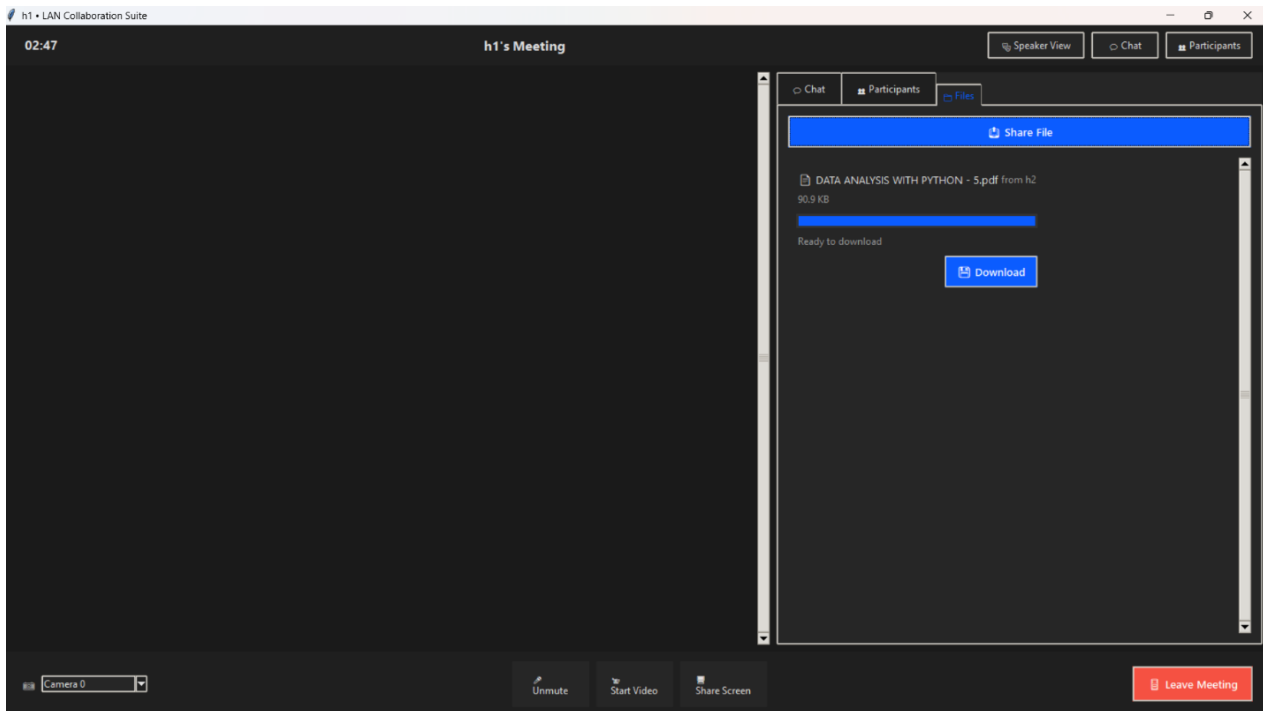 h1 • LAN Collaboration Suite
02:47
h1's Meeting
Speaker View
Chat
Participants
Chat
Participants
Files
Share File
DATA ANALYSIS WITH PYTHON - 5.pdf from h2
90.9 KB
Ready to download
Download
Camera 0
Unmute
Start Video
Share Screen
Leave Meeting